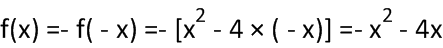 f(x) =- f( - x) =- [x² - 4 × ( - x)] =- x² - 4x